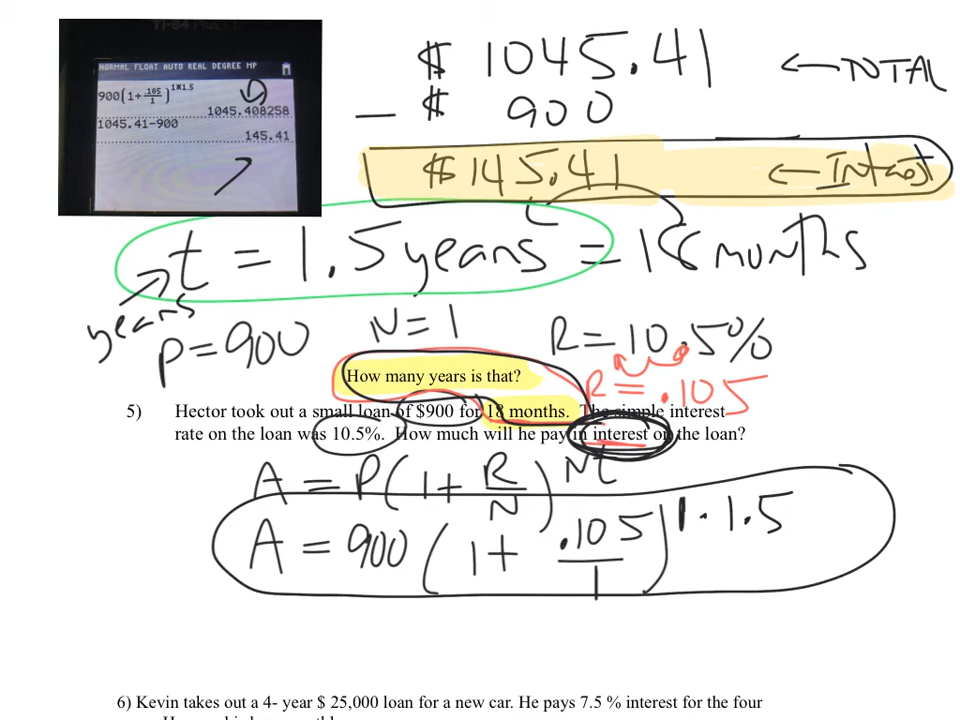 TI-84
NORMAL FLOAT AUTO REAL DEGREE MP
900(1+.105/1)^1*1.5
1045.408258
1045.41-900
145.41
$ 1045.41 ← TOTAL
- $ 900
$145.41 ← Interest
t = 1.5 years = 18 months
years
P=900 N=1 R=10.5%
R=.105
How many years is that?
5) Hector took out a small loan of $900 for 18 months. The simple interest
rate on the loan was 10.5%. How much will he pay in interest on the loan?
A = P(1+R/N)^Nt
A = 900(1+.105/1)^1·1.5
6) Kevin takes out a 4- year $ 25,000 loan for a new car. He pays 7.5 % interest for the four